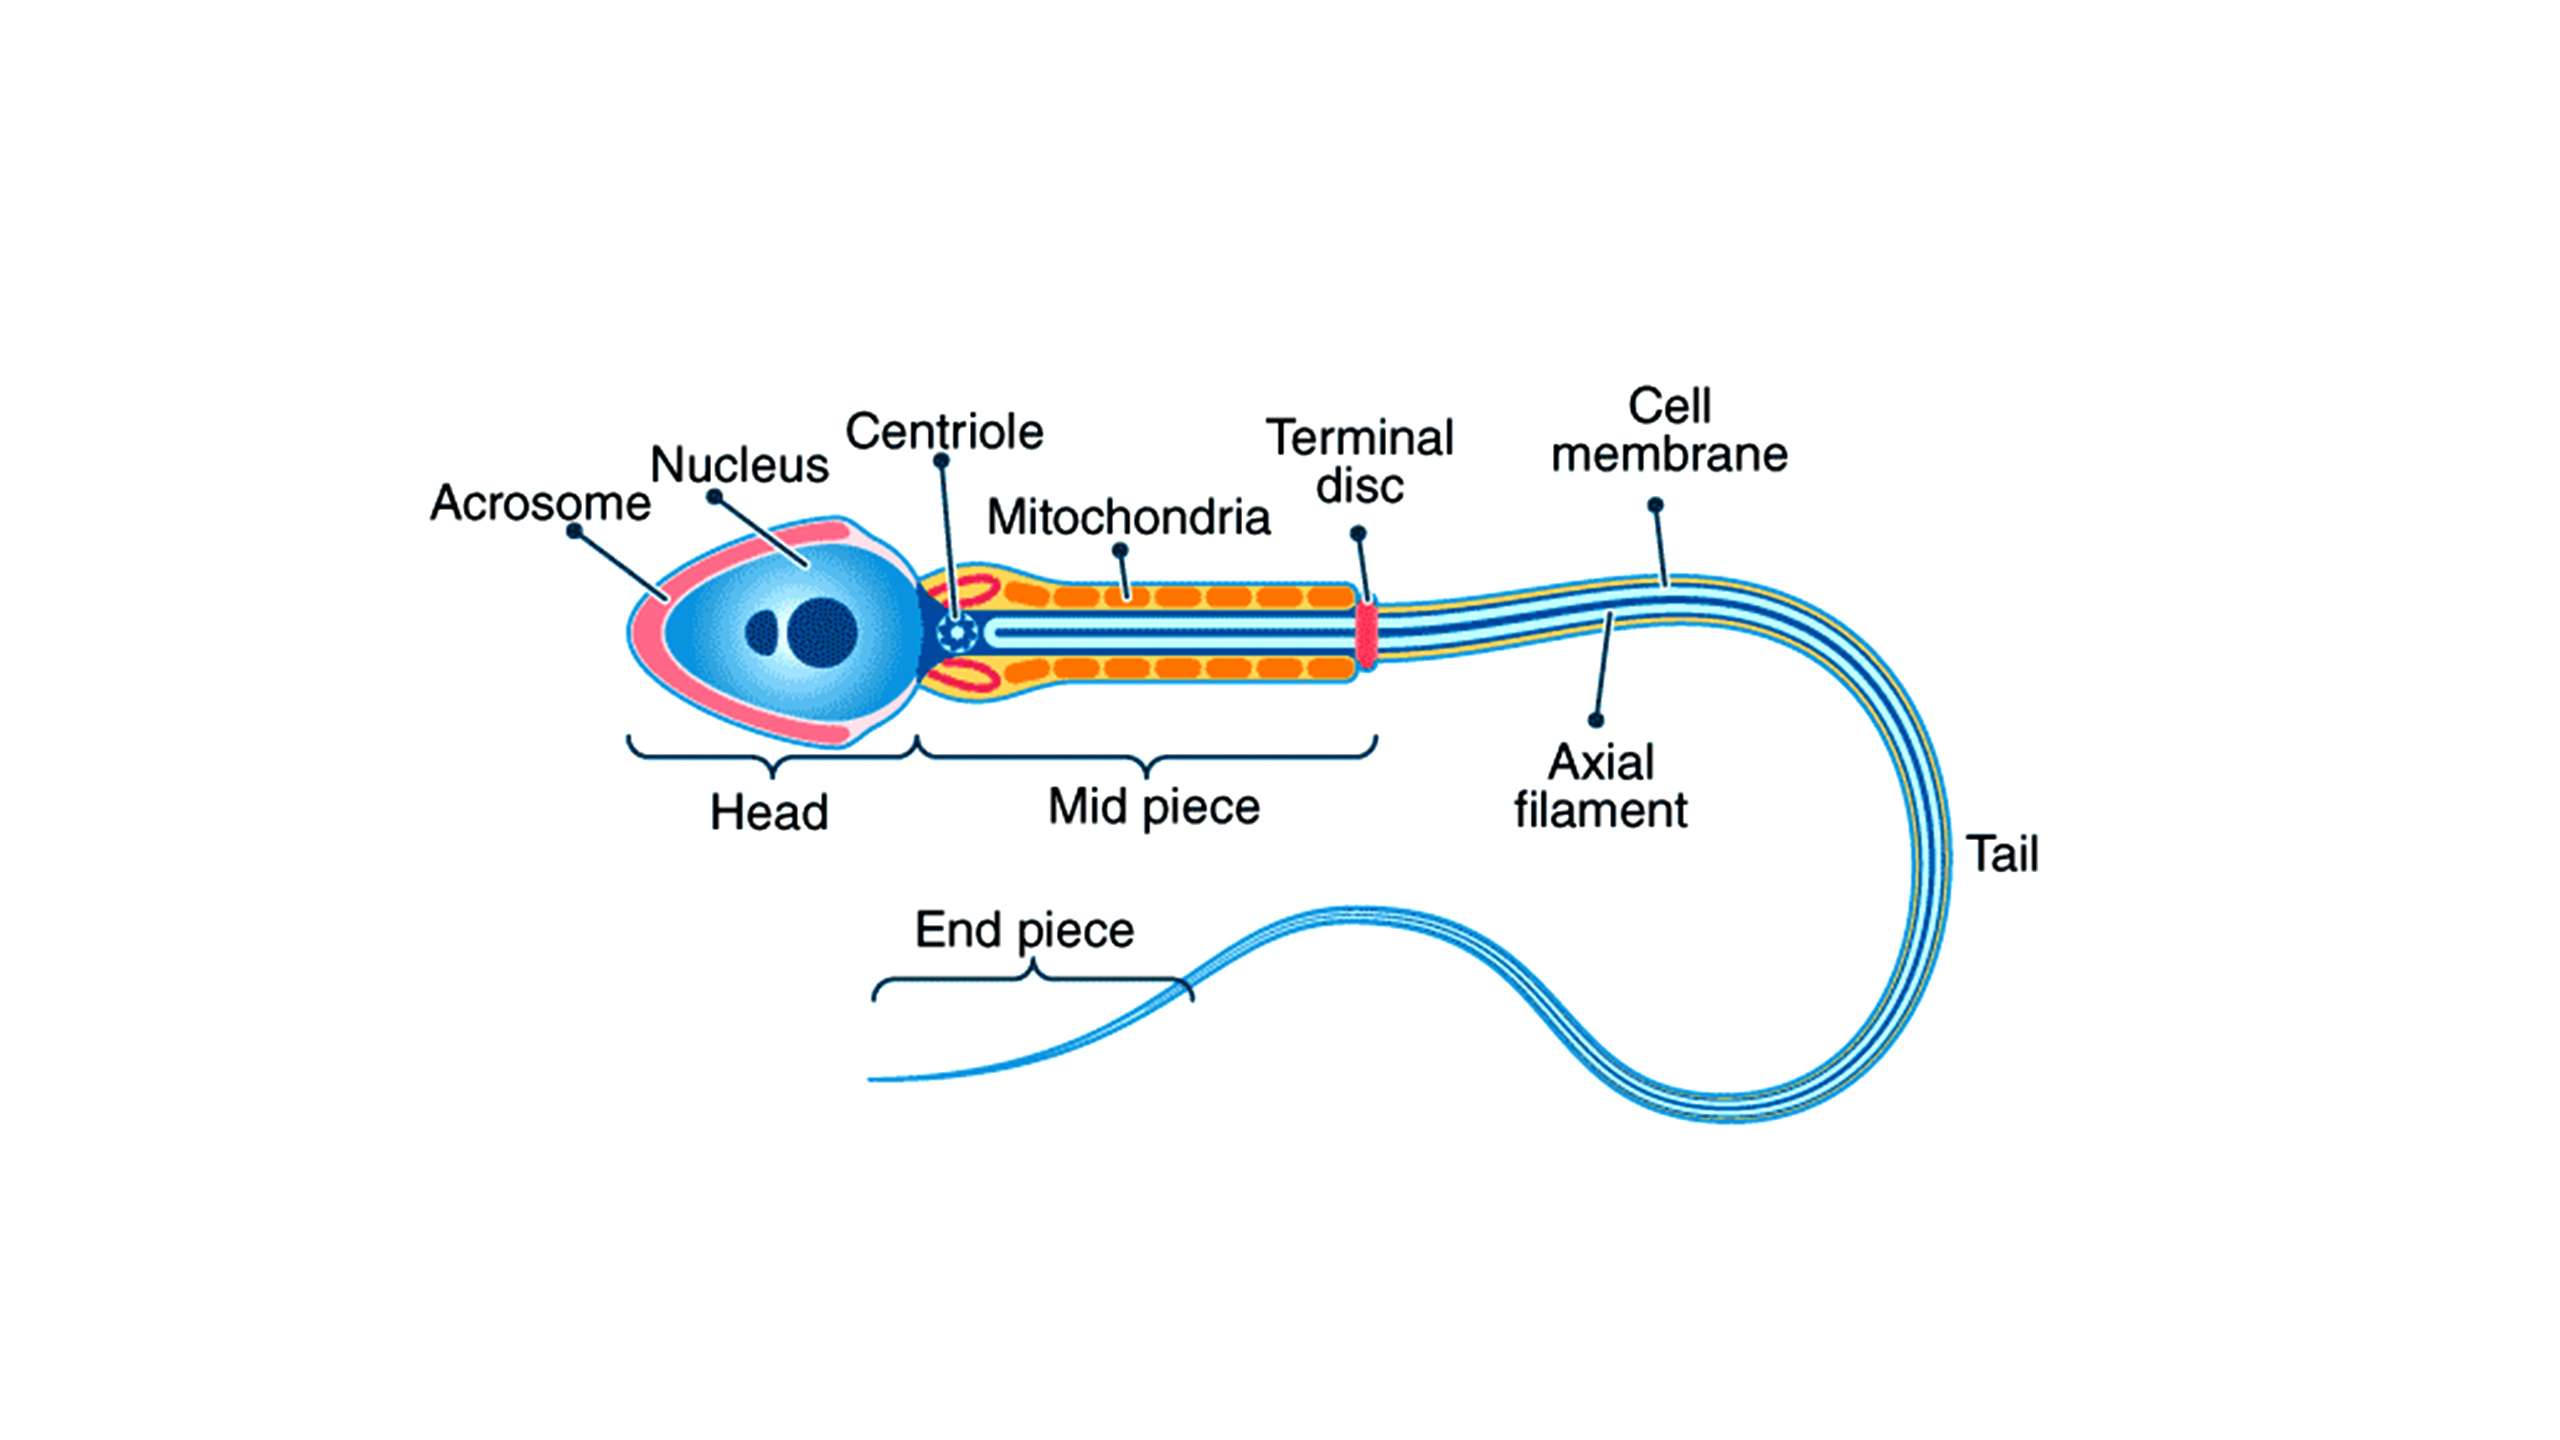 Acrosome
Nucleus
Centriole
Mitochondria
Terminal
disc
Cell
membrane
Head
Mid piece
Axial
filament
Tail
End piece